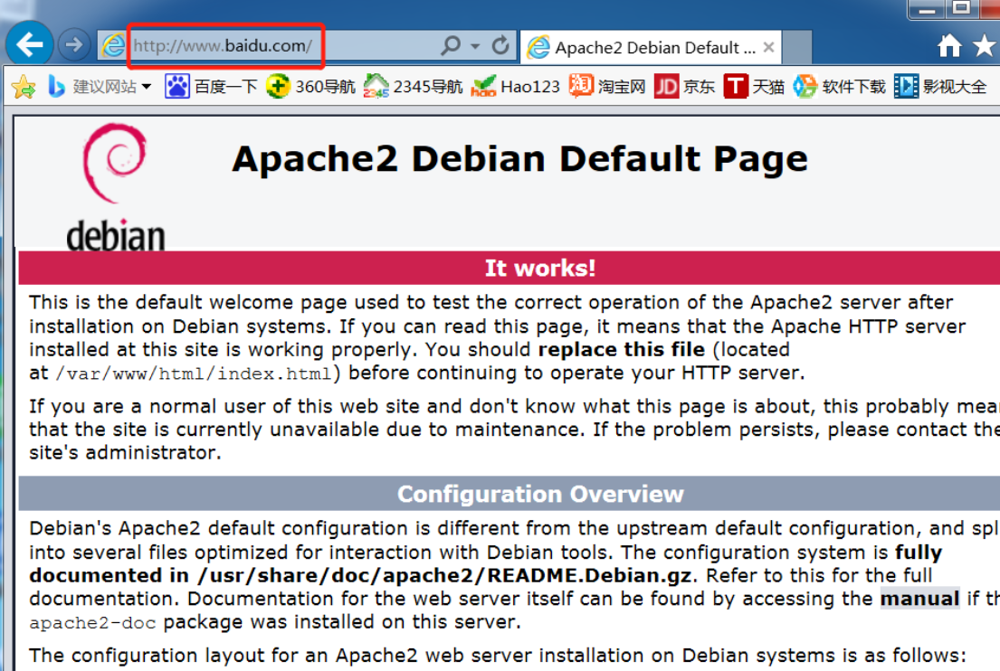 http://www.baidu.com/
Apache2 Debian Default ...
建议网站 百度一下 360导航 2345导航 Hao123 淘宝网 JD 京东 T 天猫 软件下载 影视大全
debian
Apache2 Debian Default Page
It works!
This is the default welcome page used to test the correct operation of the Apache2 server after
installation on Debian systems. If you can read this page, it means that the Apache HTTP server
installed at this site is working properly. You should replace this file (located
at /var/www/html/index.html) before continuing to operate your HTTP server.
If you are a normal user of this web site and don't know what this page is about, this probably mean
that the site is currently unavailable due to maintenance. If the problem persists, please contact the
site's administrator.
Configuration Overview
Debian's Apache2 default configuration is different from the upstream default configuration, and spl
into several files optimized for interaction with Debian tools. The configuration system is fully
documented in /usr/share/doc/apache2/README.Debian.gz. Refer to this for the full
documentation. Documentation for the web server itself can be found by accessing the manual if th
apache2-doc package was installed on this server.
The configuration layout for an Apache2 web server installation on Debian systems is as follows: